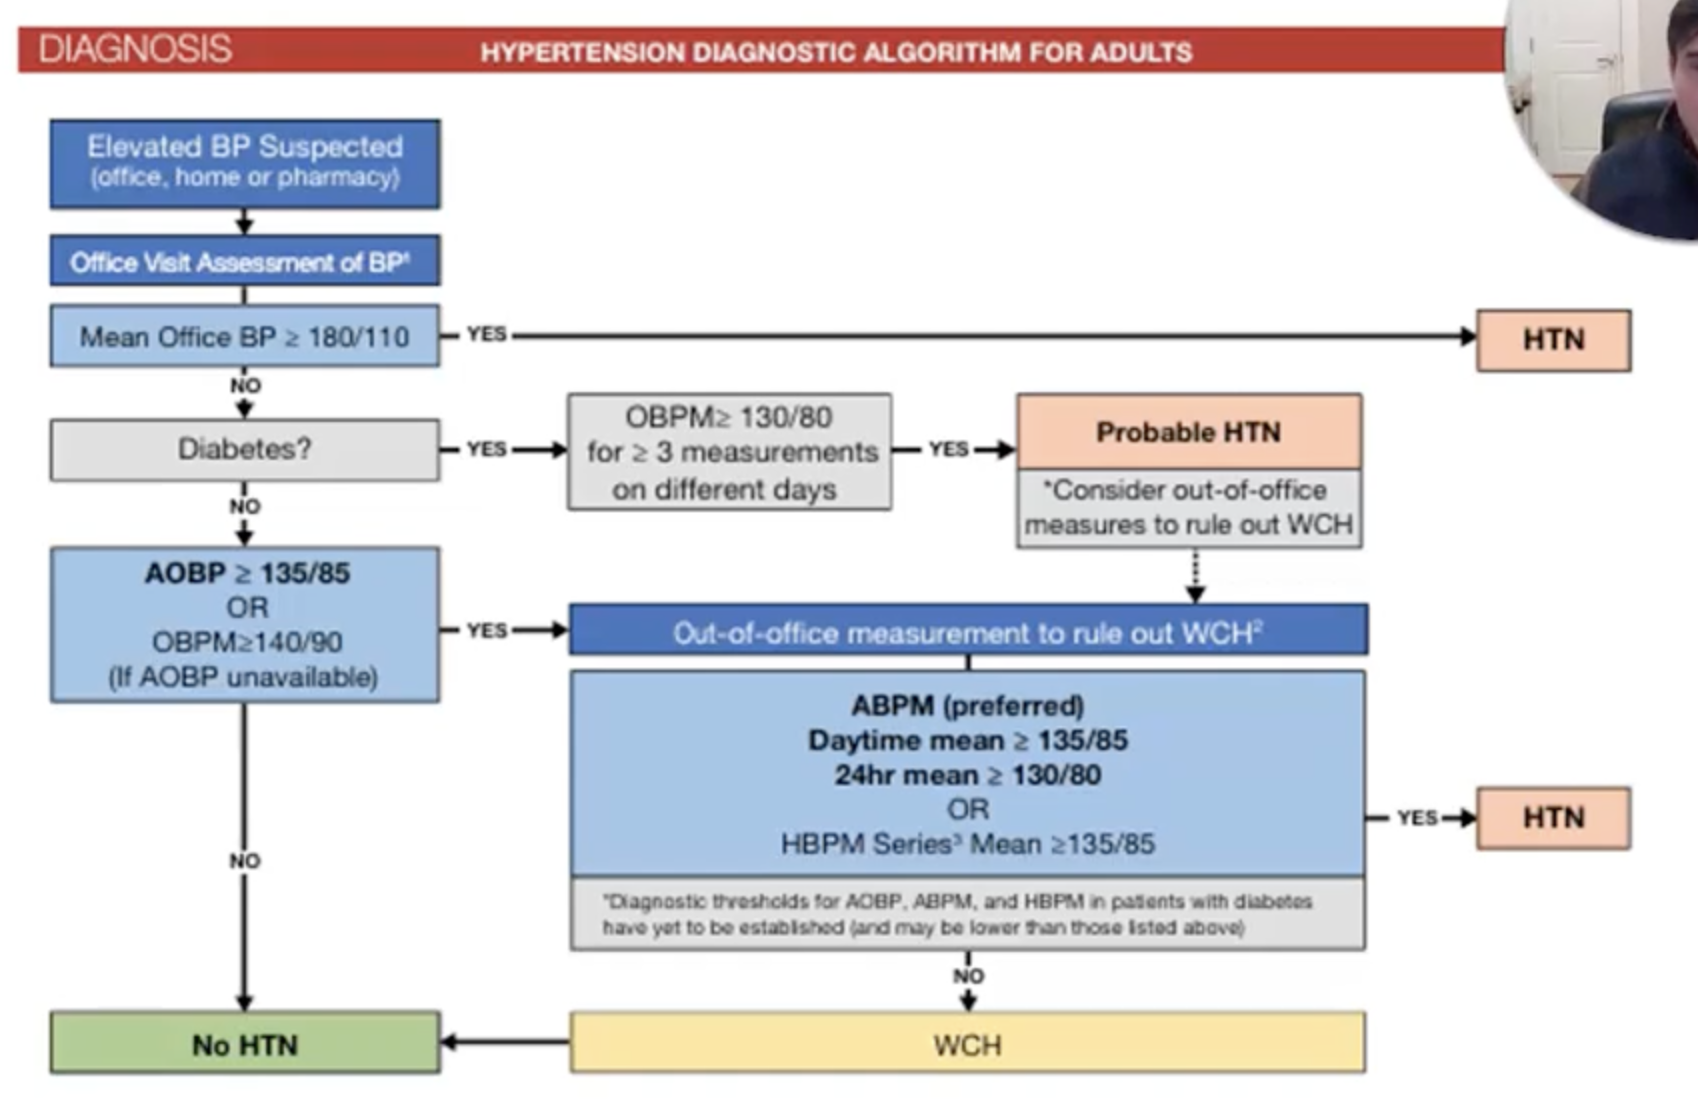 DIAGNOSIS
HYPERTENSION DIAGNOSTIC ALGORITHM FOR ADULTS
Elevated BP Suspected
(office, home or pharmacy)
Office Visit Assessment of BP¹
Mean Office BP ≥ 180/110
YES
HTN
NO
Diabetes?
YES
OBPM≥ 130/80
for ≥ 3 measurements
on different days
YES
Probable HTN
*Consider out-of-office
measures to rule out WCH
NO
AOBP ≥ 135/85
OR
OBPM≥140/90
(If AOBP unavailable)
YES
Out-of-office measurement to rule out WCH²
ABPM (preferred)
Daytime mean ≥ 135/85
24hr mean ≥ 130/80
OR
HBPM Series³ Mean ≥135/85
*Diagnostic thresholds for AOBP, ABPM, and HBPM in patients with diabetes
have yet to be established (and may be lower than those listed above)
YES
HTN
NO
NO
No HTN
WCH